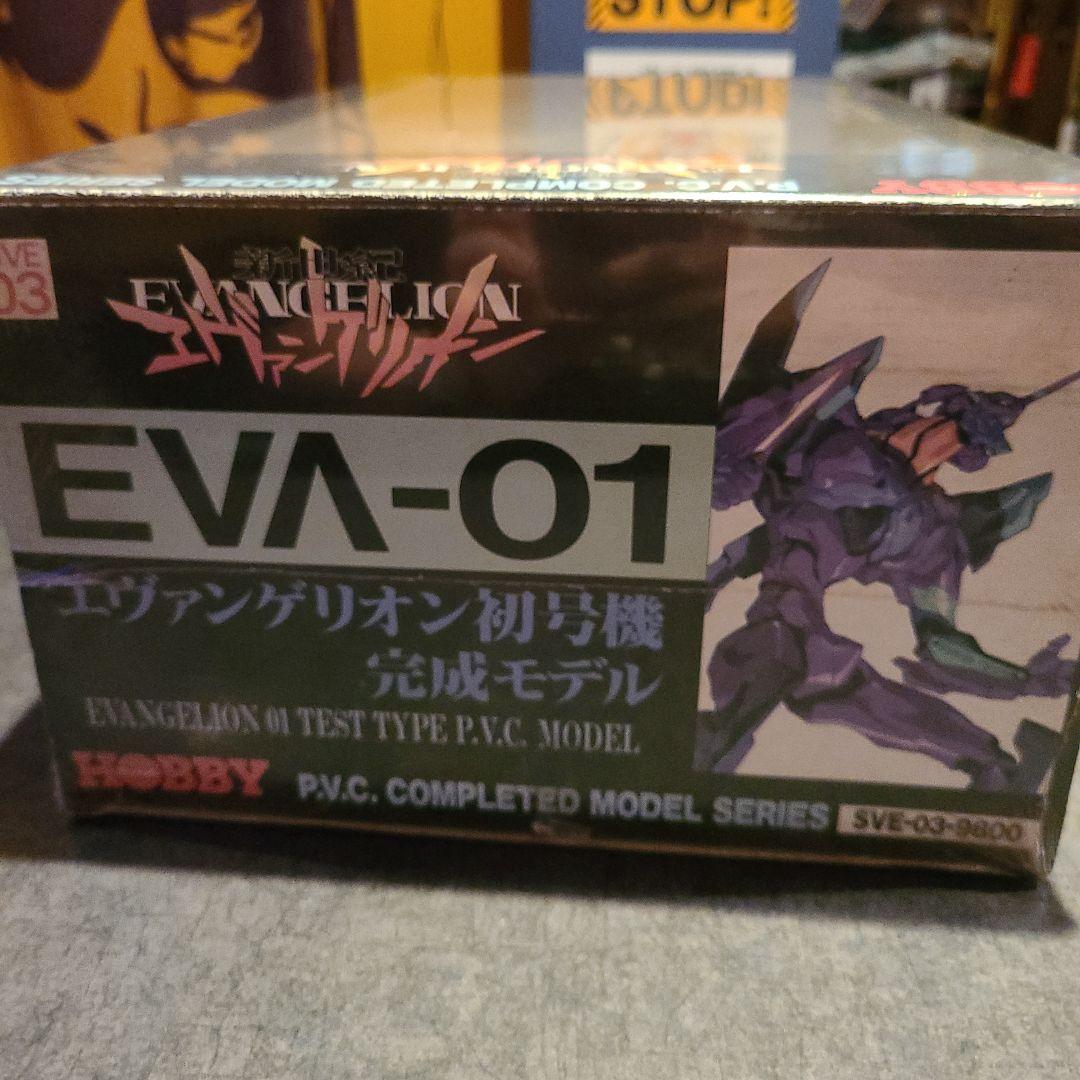 STOP!
P.V.C. COMPLETED MODEL SERIES
SVE
03
新世紀
EVANGELION
エヴァンゲリオン
EVA-01
エヴァンゲリオン初号機
完成モデル
EVANGELION 01 TEST TYPE P.V.C. MODEL
HOBBY P.V.C. COMPLETED MODEL SERIES SVE-03-9800